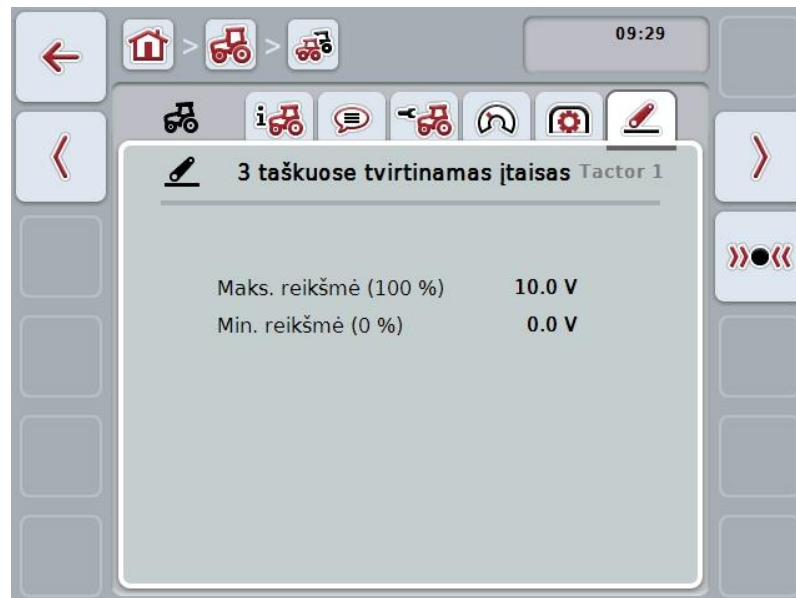 09:29
3 taškuose tvirtinamas įtaisas Tactor 1
Maks. reikšmė (100 %) 10.0 V
Min. reikšmė (0 %) 0.0 V